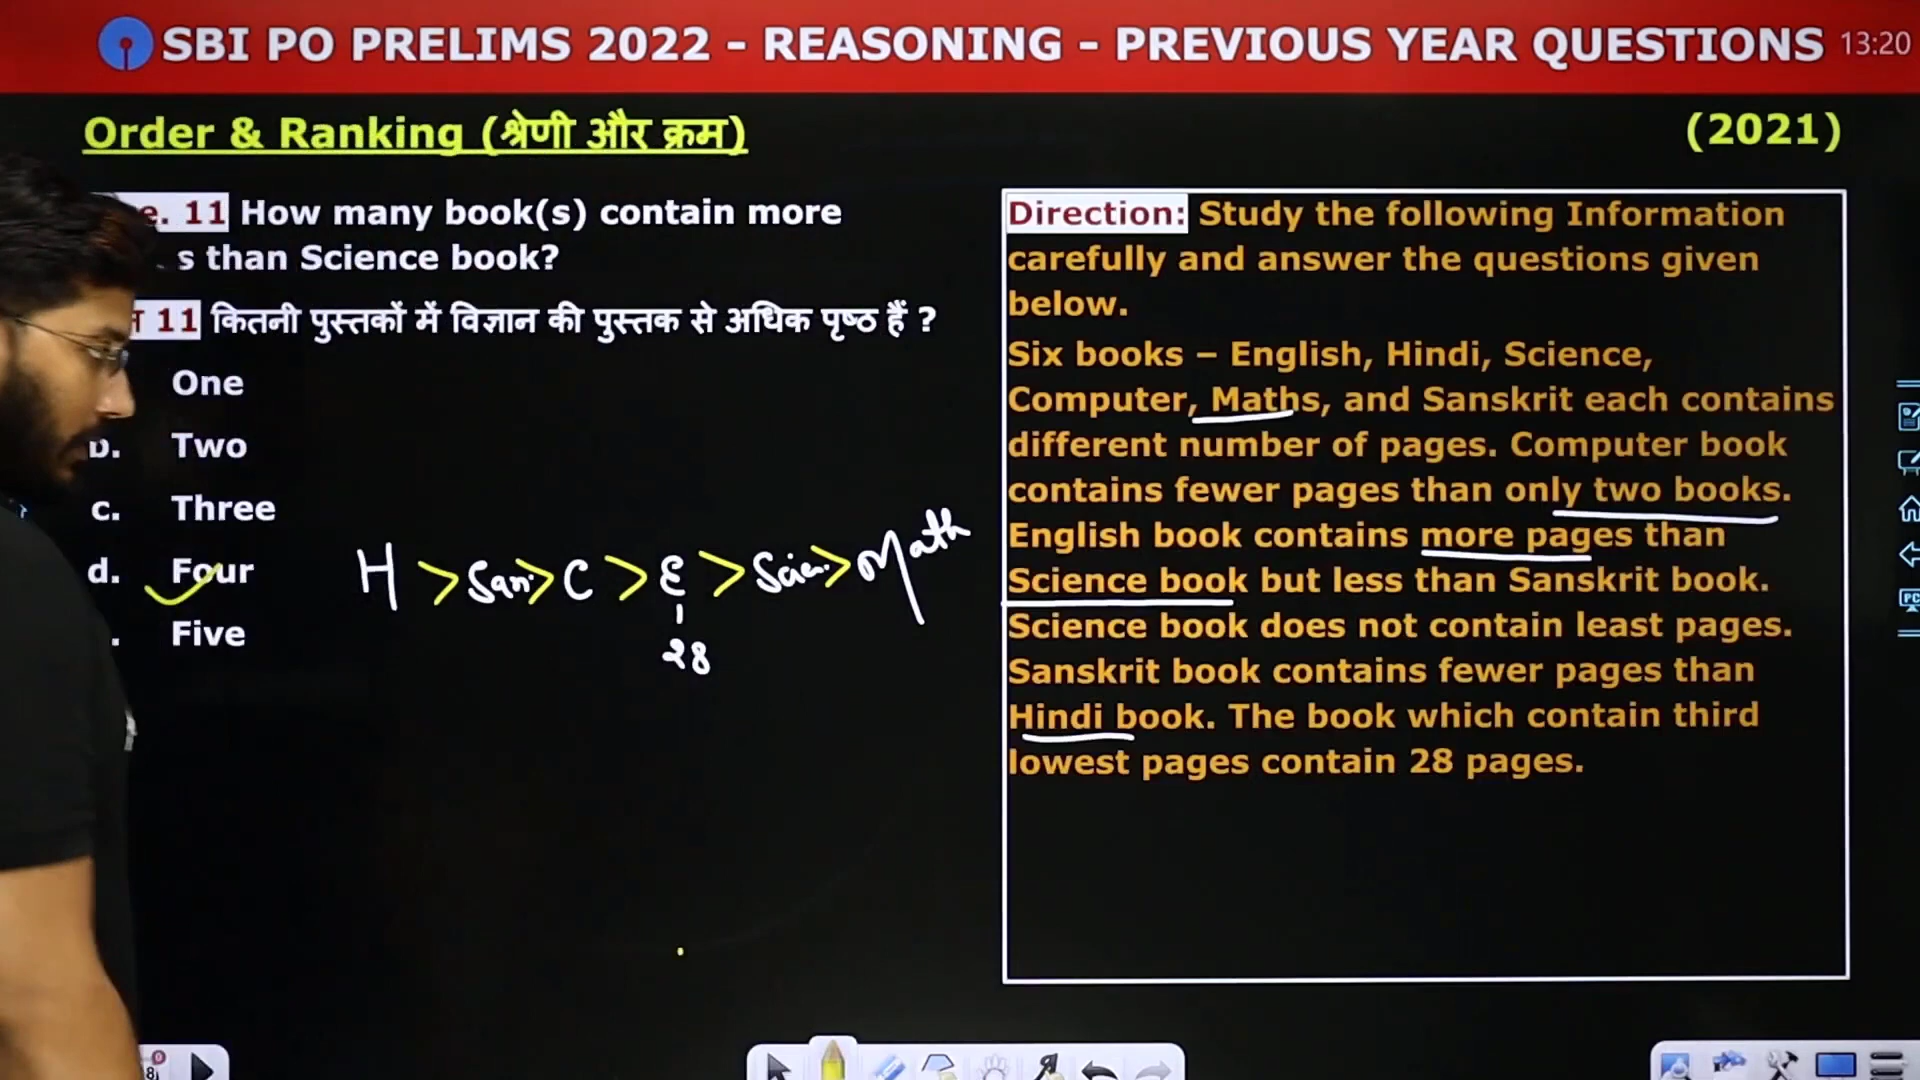 SBI PO PRELIMS 2022 - REASONING - PREVIOUS YEAR QUESTIONS 13:20
Order & Ranking (श्रेणी और क्रम)
(2021)
e. 11 How many book(s) contain more
s than Science book?
11 कितनी पुस्तकों में विज्ञान की पुस्तक से अधिक पृष्ठ हैं ?
One
b. Two
c. Three
d. Four
. Five
H > San. > C > E > Scien. > Math
28
Direction: Study the following Information
carefully and answer the questions given
below.
Six books – English, Hindi, Science,
Computer, Maths, and Sanskrit each contains
different number of pages. Computer book
contains fewer pages than only two books.
English book contains more pages than
Science book but less than Sanskrit book.
Science book does not contain least pages.
Sanskrit book contains fewer pages than
Hindi book. The book which contain third
lowest pages contain 28 pages.